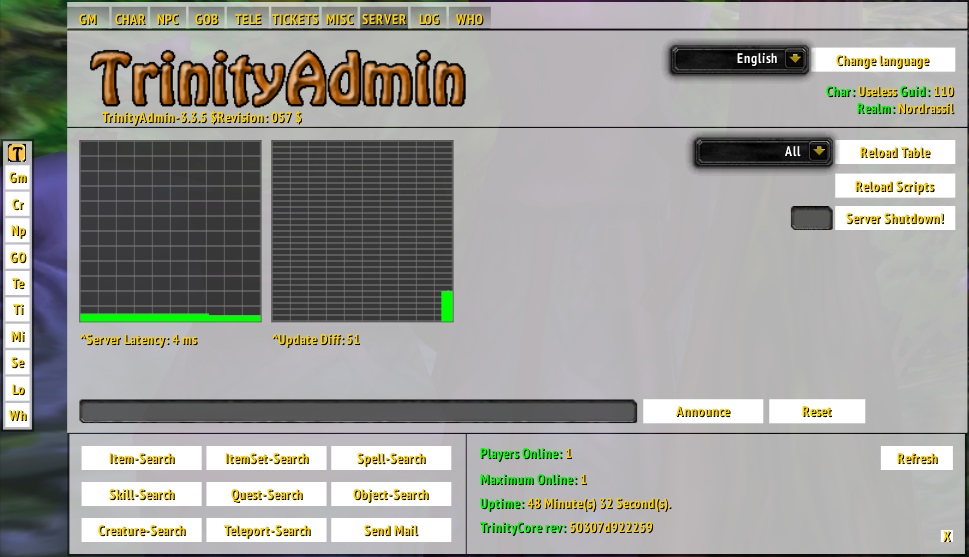 GM CHAR NPC GOB TELE TICKETS MISC SERVER LOG WHO
TrinityAdmin
TrinityAdmin-3.3.5 $Revision: 057 $
English
Change language
Char: Useless Guid: 110
Realm: Nordrassil
T
Gm
Cr
Np
GO
Te
Ti
Mi
Se
Lo
Wh
All
Reload Table
Reload Scripts
Server Shutdown!
^Server Latency: 4 ms
^Update Diff: 51
Announce
Reset
Item-Search ItemSet-Search Spell-Search
Skill-Search Quest-Search Object-Search
Creature-Search Teleport-Search Send Mail
Players Online: 1
Maximum Online: 1
Uptime: 48 Minute(s) 32 Second(s).
TrinityCore rev: 50307d922259
Refresh
X